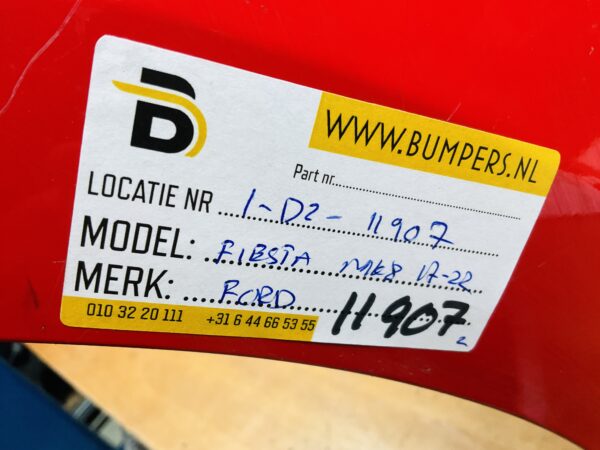 B
WWW.BUMPERS.NL
Part nr.
LOCATIE NR 1-D2-11907
MODEL: FIESTA MK8 17-22
MERK: FORD
010 32 20 111 +31 6 44 66 53 55
11907
2